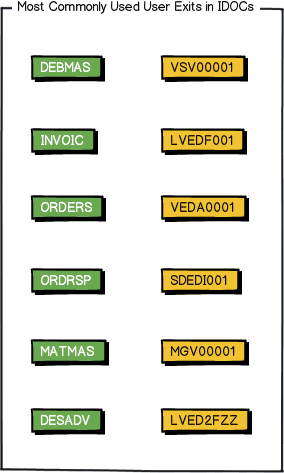 Most Commonly Used User Exits in IDOCs
DEBMAS VSV00001
INVOIC LVEDF001
ORDERS VEDA0001
ORDRSP SDEDI001
MATMAS MGV00001
DESADV LVED2FZZ